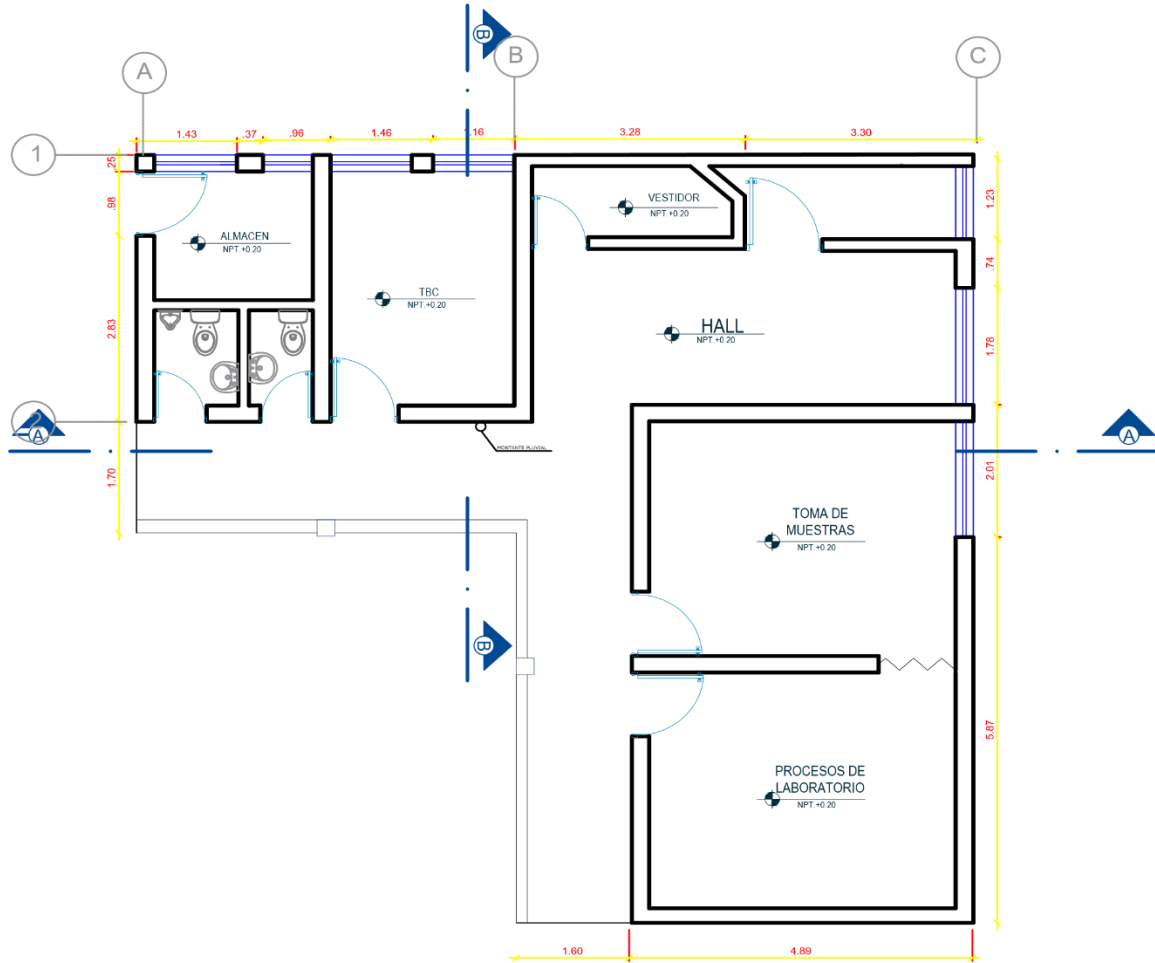 B
B
A
C
1.43
.37
.96
1.46
1.16
3.28
3.30
1
.25
.98
1.23
VESTIDOR
NPT.+0.20
ALMACEN
NPT.+0.20
.74
TBC
NPT.+0.20
HALL
NPT.+0.20
2.83
1.78
2
A
A
MONTANTE PLUVIAL
1.70
2.01
TOMA DE
MUESTRAS
NPT.+0.20
B
5.87
PROCESOS DE
LABORATORIO
NPT.+0.20
1.60
4.89